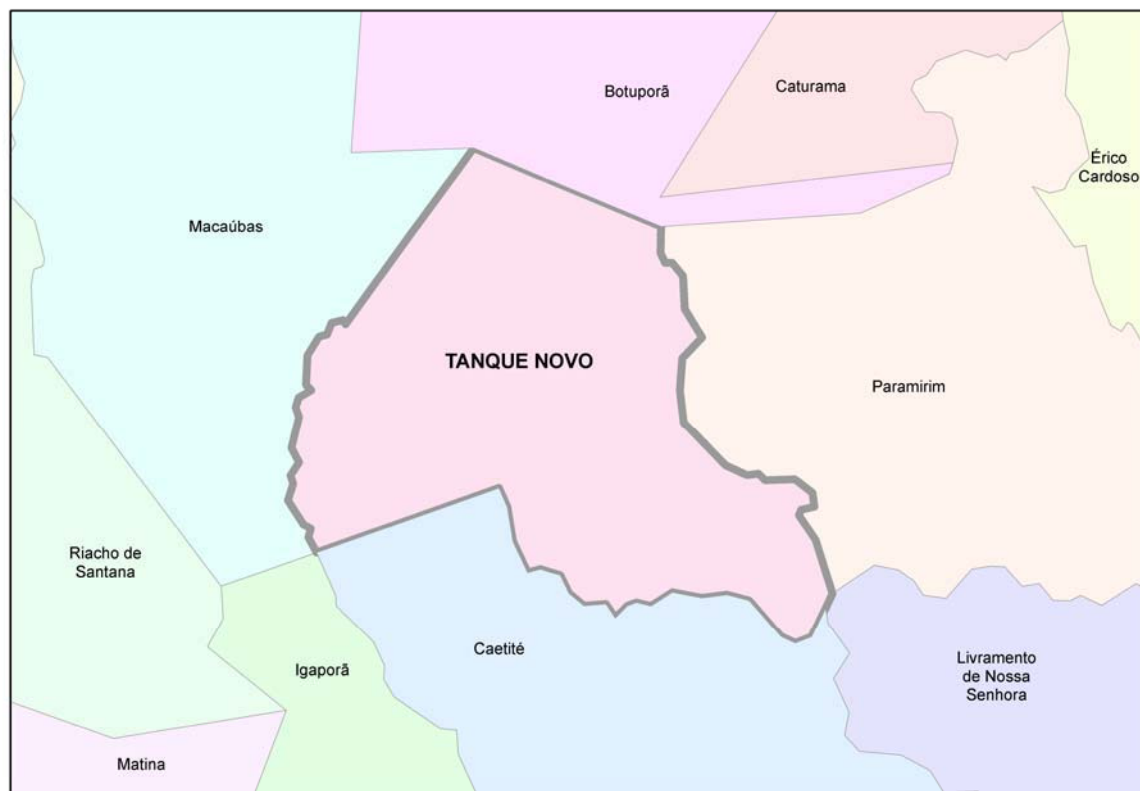 Botuporã
Caturama
Érico
Cardoso
Macaúbas
TANQUE NOVO
Paramirim
Riacho de
Santana
Igaporã
Caetité
Livramento
de Nossa
Senhora
Matina